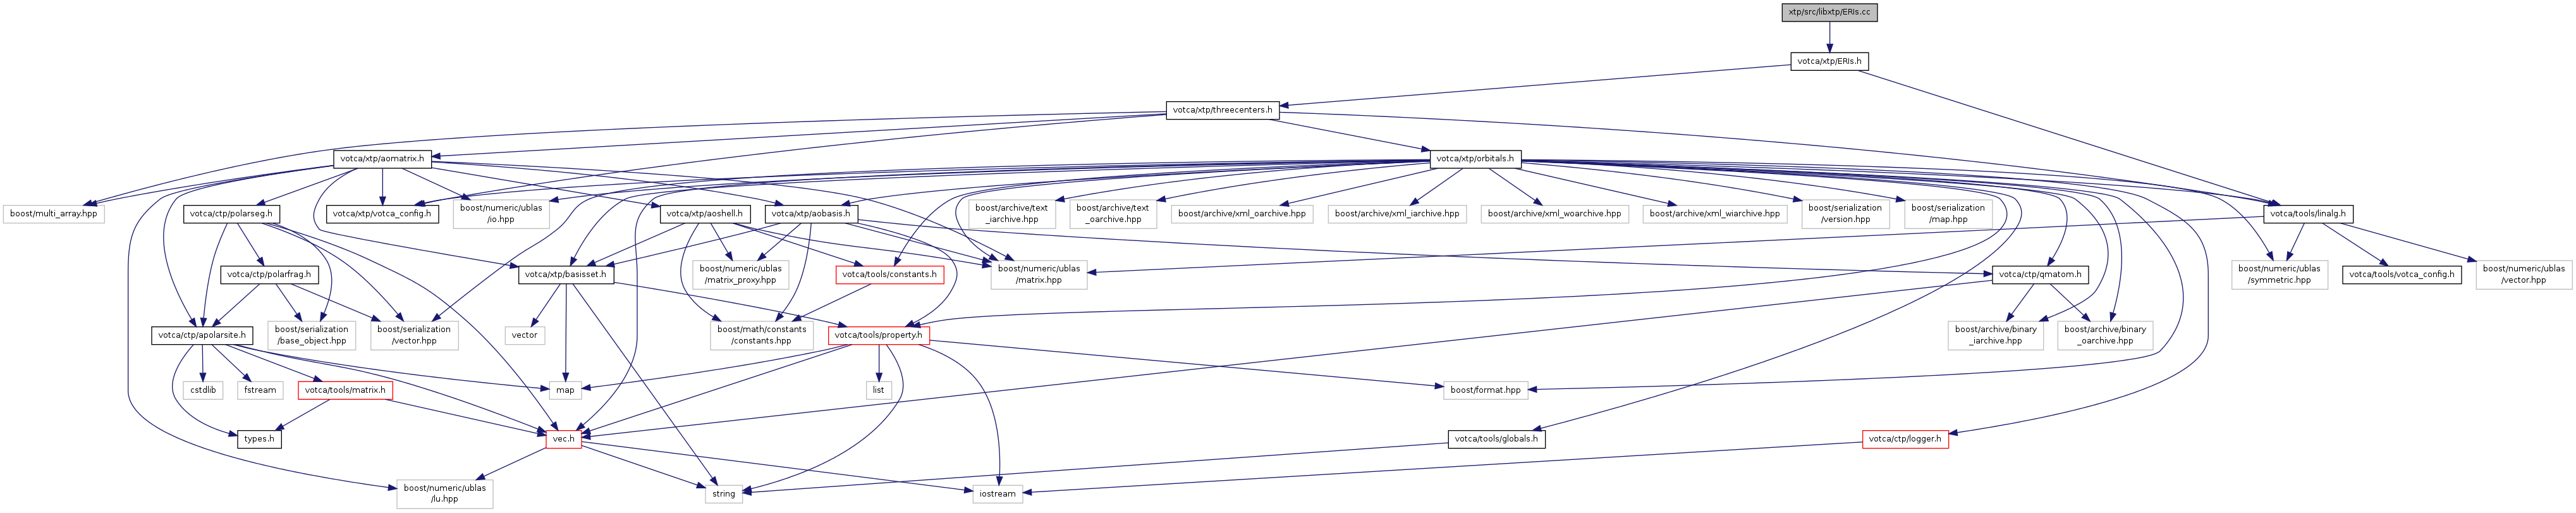 xtp/src/libxtp/ERIs.cc
votca/xtp/ERIs.h
votca/xtp/threecenters.h
votca/xtp/aomatrix.h
votca/xtp/orbitals.h
boost/multi_array.hpp
votca/ctp/polarseg.h
votca/xtp/votca_config.h
boost/numeric/ublas
/io.hpp
votca/xtp/aoshell.h
votca/xtp/aobasis.h
boost/archive/text
_iarchive.hpp
boost/archive/text
_oarchive.hpp
boost/archive/xml_oarchive.hpp
boost/archive/xml_iarchive.hpp
boost/archive/xml_woarchive.hpp
boost/archive/xml_wiarchive.hpp
boost/serialization
/version.hpp
boost/serialization
/map.hpp
votca/tools/linalg.h
votca/ctp/polarfrag.h
votca/xtp/basisset.h
boost/numeric/ublas
/matrix_proxy.hpp
votca/tools/constants.h
boost/numeric/ublas
/matrix.hpp
votca/ctp/qmatom.h
boost/numeric/ublas
/symmetric.hpp
votca/tools/votca_config.h
boost/numeric/ublas
/vector.hpp
votca/ctp/apolarsite.h
boost/serialization
/base_object.hpp
boost/serialization
/vector.hpp
vector
boost/math/constants
/constants.hpp
votca/tools/property.h
boost/archive/binary
_iarchive.hpp
boost/archive/binary
_oarchive.hpp
cstdlib
fstream
votca/tools/matrix.h
map
list
boost/format.hpp
types.h
vec.h
votca/tools/globals.h
votca/ctp/logger.h
boost/numeric/ublas
/lu.hpp
string
iostream